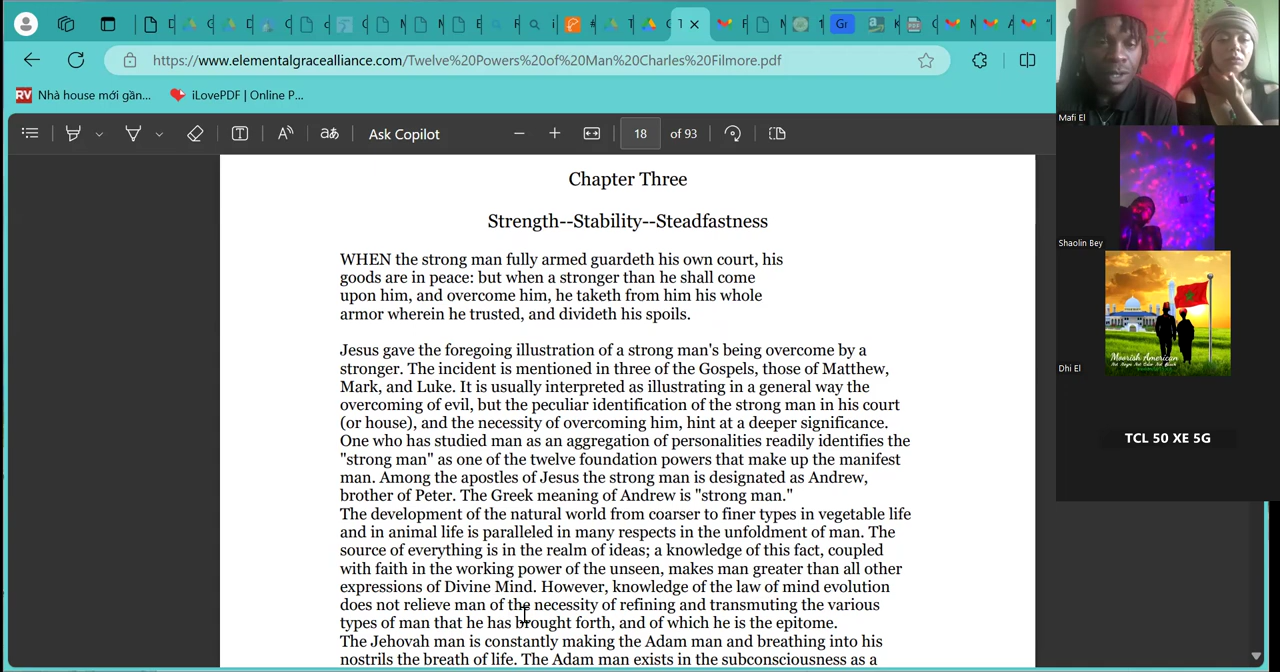 https://www.elementalgracealliance.com/Twelve%20Powers%20of%20Man%20Charles%20Filmore.pdf
RV Nhà house mới gần...
iLovePDF | Online P...
Ask Copilot
18 of 93
Chapter Three
Strength--Stability--Steadfastness
WHEN the strong man fully armed guardeth his own court, his
goods are in peace: but when a stronger than he shall come
upon him, and overcome him, he taketh from him his whole
armor wherein he trusted, and divideth his spoils.
Jesus gave the foregoing illustration of a strong man's being overcome by a
stronger. The incident is mentioned in three of the Gospels, those of Matthew,
Mark, and Luke. It is usually interpreted as illustrating in a general way the
overcoming of evil, but the peculiar identification of the strong man in his court
(or house), and the necessity of overcoming him, hint at a deeper significance.
One who has studied man as an aggregation of personalities readily identifies the
"strong man" as one of the twelve foundation powers that make up the manifest
man. Among the apostles of Jesus the strong man is designated as Andrew,
brother of Peter. The Greek meaning of Andrew is "strong man."
The development of the natural world from coarser to finer types in vegetable life
and in animal life is paralleled in many respects in the unfoldment of man. The
source of everything is in the realm of ideas; a knowledge of this fact, coupled
with faith in the working power of the unseen, makes man greater than all other
expressions of Divine Mind. However, knowledge of the law of mind evolution
does not relieve man of the necessity of refining and transmuting the various
types of man that he has brought forth, and of which he is the epitome.
The Jehovah man is constantly making the Adam man and breathing into his
nostrils the breath of life. The Adam man exists in the subconsciousness as a
Mafi El
Shaolin Bey
Moorish American
Dhi El
TCL 50 XE 5G